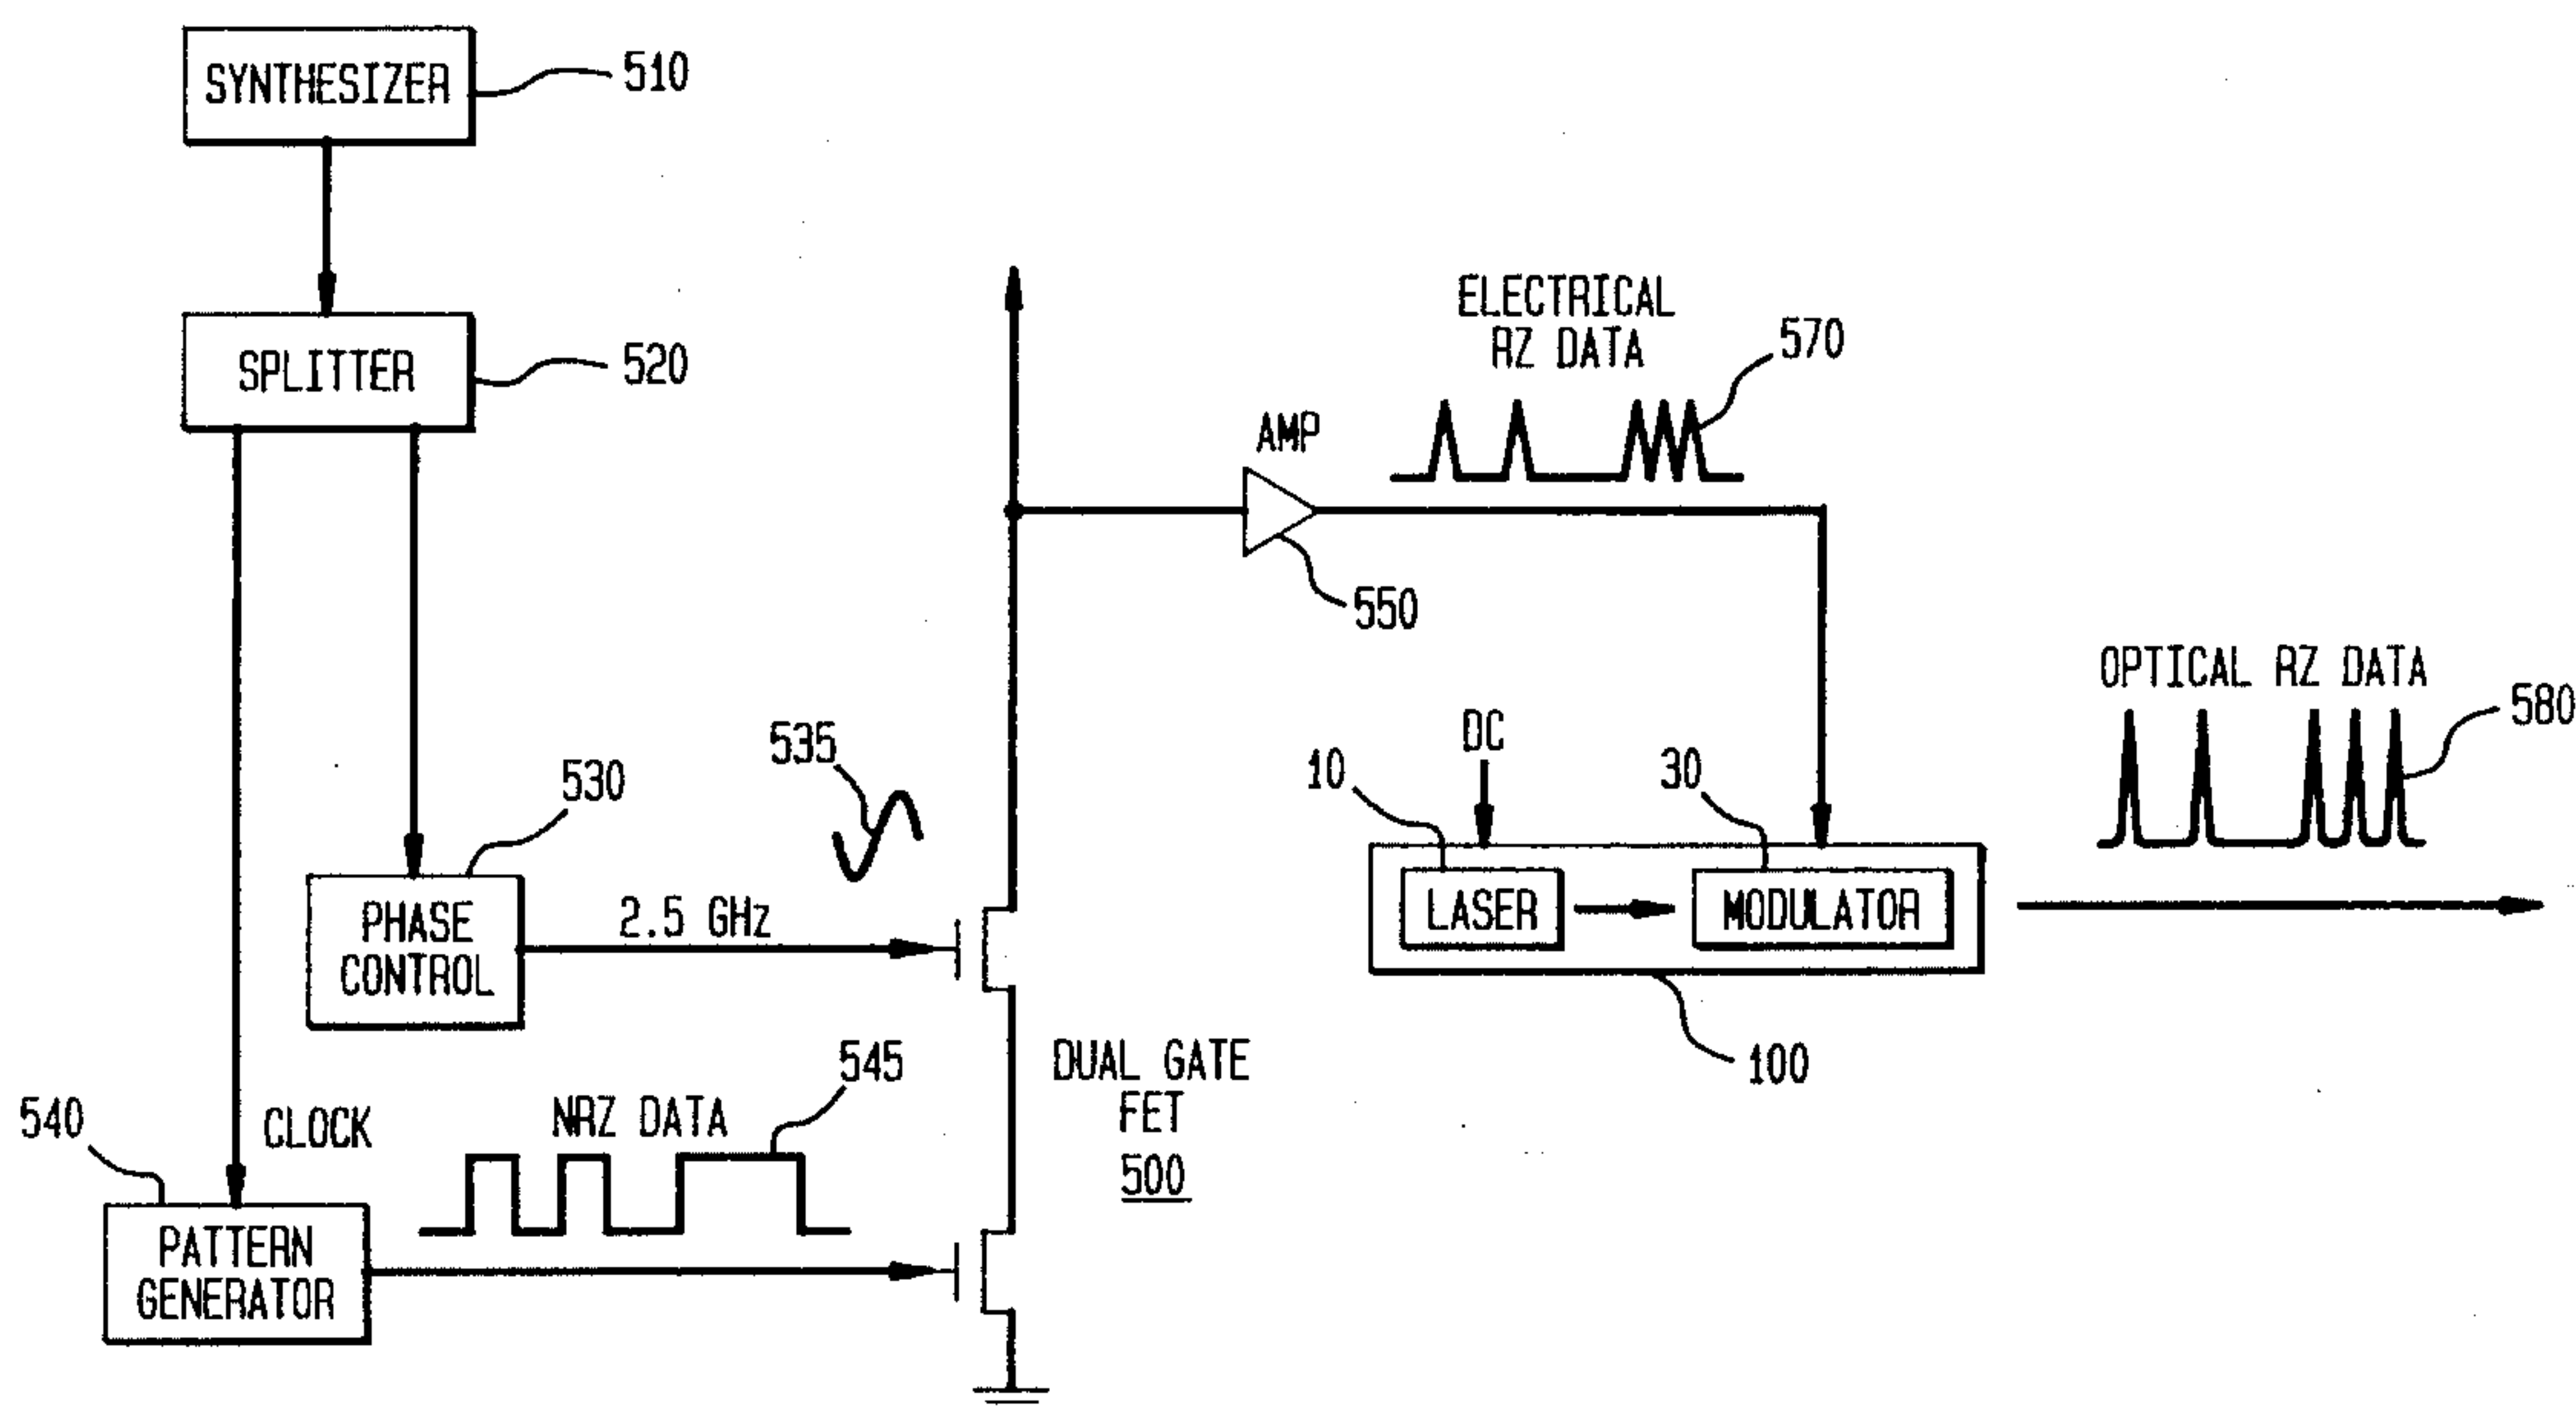 SYNTHESIZER
510
SPLITTER
520
ELECTRICAL
RZ DATA
570
AMP
550
OPTICAL RZ DATA
580
535
530
PHASE
CONTROL
2.5 GHz
DC
10
30
LASER
MODULATOR
100
DUAL GATE
FET
500
545
NRZ DATA
540
CLOCK
PATTERN
GENERATOR